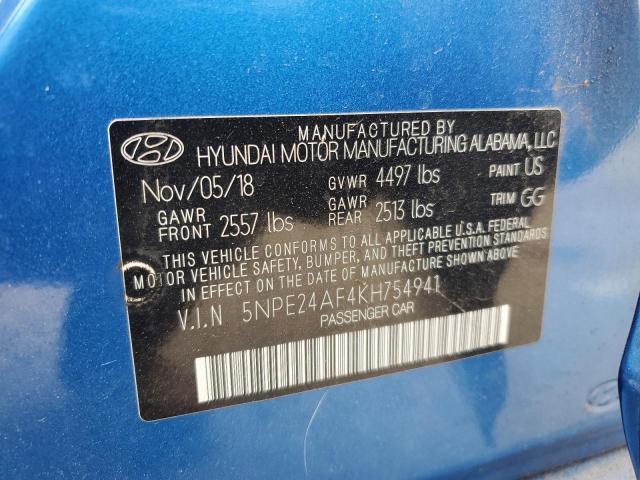 MANUFACTURED BY
HYUNDAI MOTOR MANUFACTURING ALABAMA, LLC
Nov/05/18 GVWR 4497 lbs PAINT US
GAWR FRONT 2557 lbs GAWR REAR 2513 lbs TRIM GG
THIS VEHICLE CONFORMS TO ALL APPLICABLE U.S.A. FEDERAL
MOTOR VEHICLE SAFETY, BUMPER, AND THEFT PREVENTION STANDARDS
IN EFFECT ON THE DATE OF MANUFACTURE SHOWN ABOVE.
V.I.N 5NPE24AF4KH754941
PASSENGER CAR